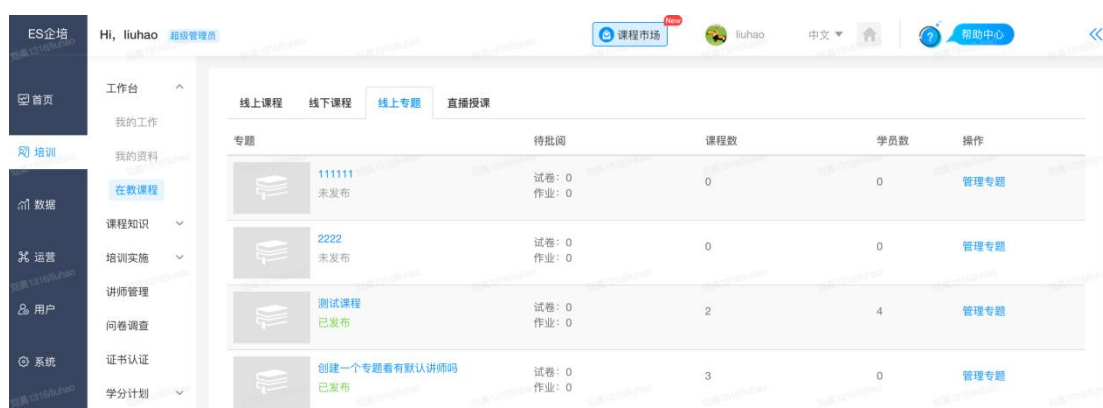 ES企培
Hi, liuhao 超级管理员
New
课程市场
liuhao
中文
帮助中心
首页
培训
数据
运营
用户
系统
工作台
我的工作
我的资料
在教课程
课程知识
培训实施
讲师管理
问卷调查
证书认证
学分计划
线上课程 线下课程 线上专题 直播授课
专题 待批阅 课程数 学员数 操作
111111
未发布
试卷: 0
作业: 0
0 0 管理专题
2222
未发布
试卷: 0
作业: 0
0 0 管理专题
测试课程
已发布
试卷: 0
作业: 0
2 4 管理专题
创建一个专题看有默认讲师吗
已发布
试卷: 0
作业: 0
3 0 管理专题